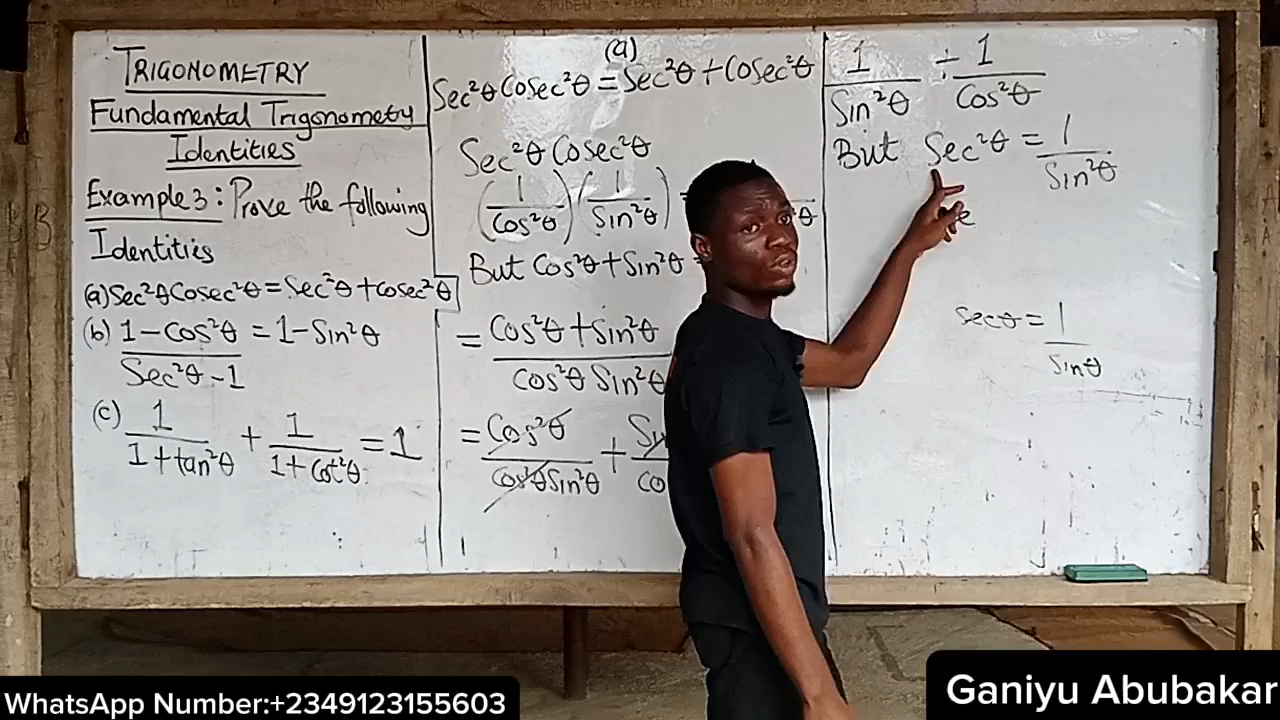 TRIGONOMETRY
Fundamental Trigonometry
Identities
Example 3: Prove the following
Identities
(a) Sec²θ Cosec²θ = Sec²θ + Cosec²θ
(b) 1 - Cos²θ / Sec²θ - 1 = 1 - Sin²θ
(c) 1 / 1 + tan²θ + 1 / 1 + Cot²θ = 1
(a)
Sec²θ Cosec²θ = Sec²θ + Cosec²θ
Sec²θ Cosec²θ
(1 / Cos²θ) (1 / Sin²θ)
But Cos²θ + Sin²θ
= Cos²θ + Sin²θ / Cos²θ Sin²θ
= Cos²θ / Cos²θ Sin²θ +
1 / Sin²θ ÷ 1 / Cos²θ
But Sec²θ = 1 / Sin²θ
secθ = 1 / Sinθ
WhatsApp Number:+2349123155603
Ganiyu Abubakar